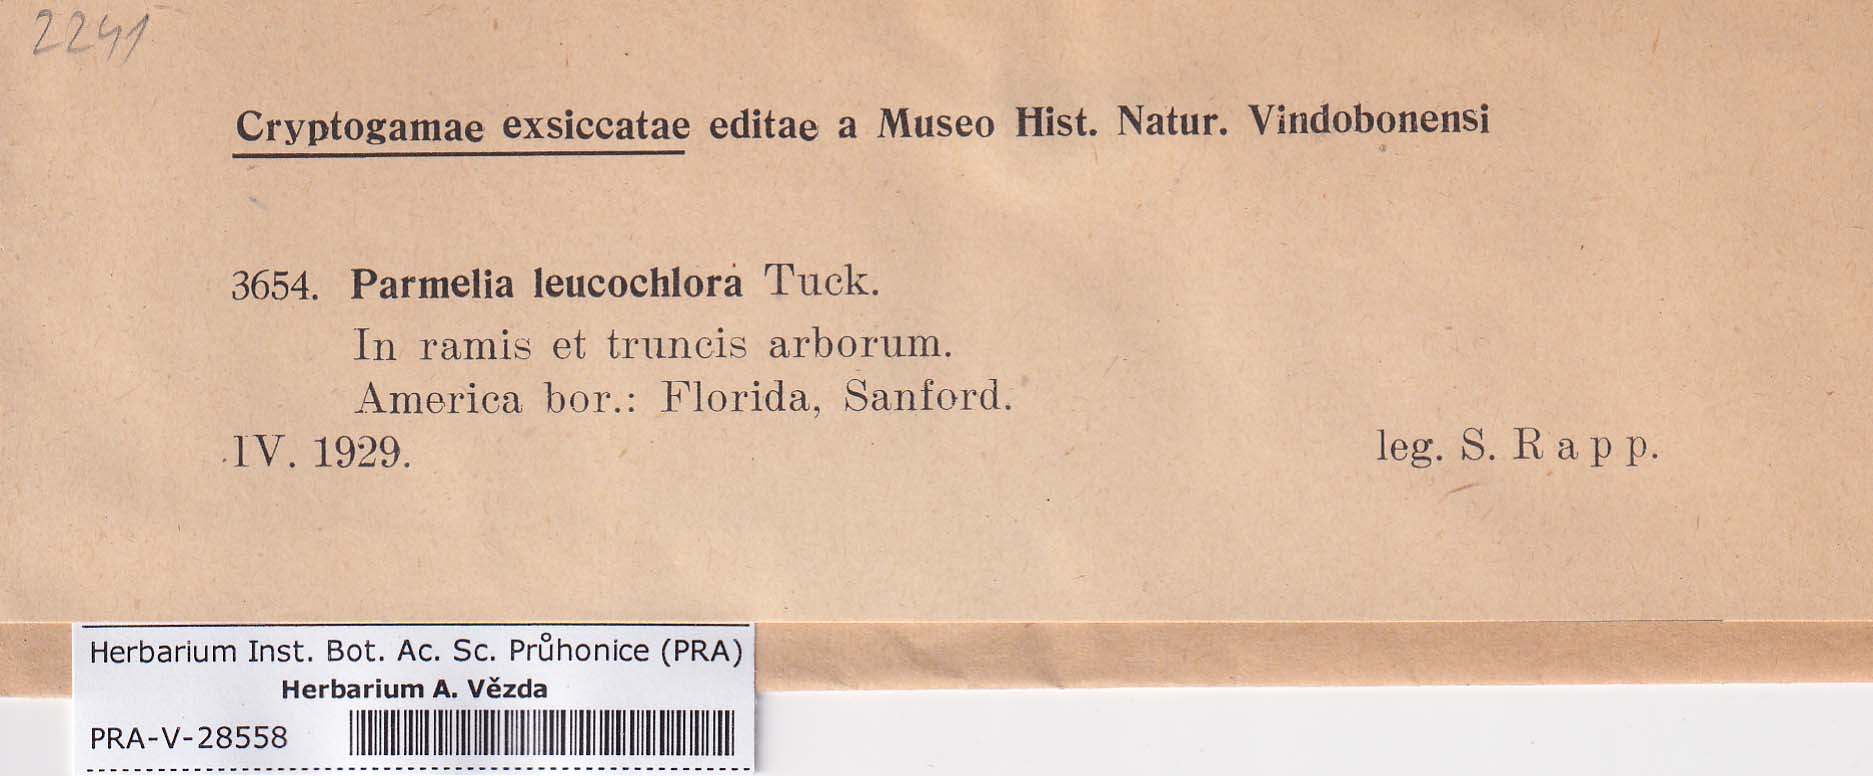 2241
Cryptogamae exsiccatae editae a Museo Hist. Natur. Vindobonensi
3654. Parmelia leucochlora Tuck.
In ramis et truncis arborum.
America bor.: Florida, Sanford.
IV. 1929.
leg. S. Rapp.
Herbarium Inst. Bot. Ac. Sc. Průhonice (PRA)
Herbarium A. Vězda
PRA-V-28558